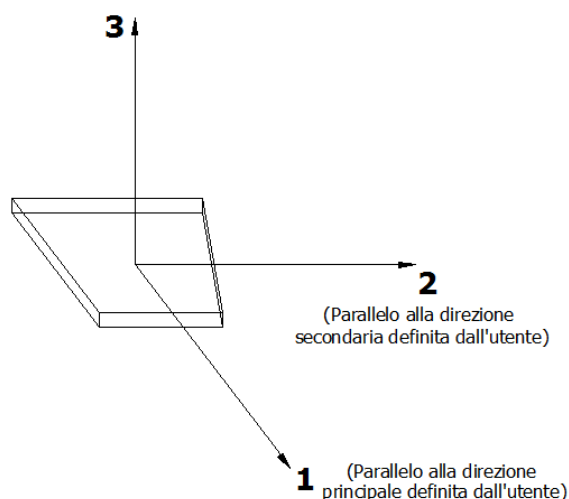 3
2
(Parallelo alla direzione
secondaria definita dall'utente)
1
(Parallelo alla direzione
principale definita dall'utente)